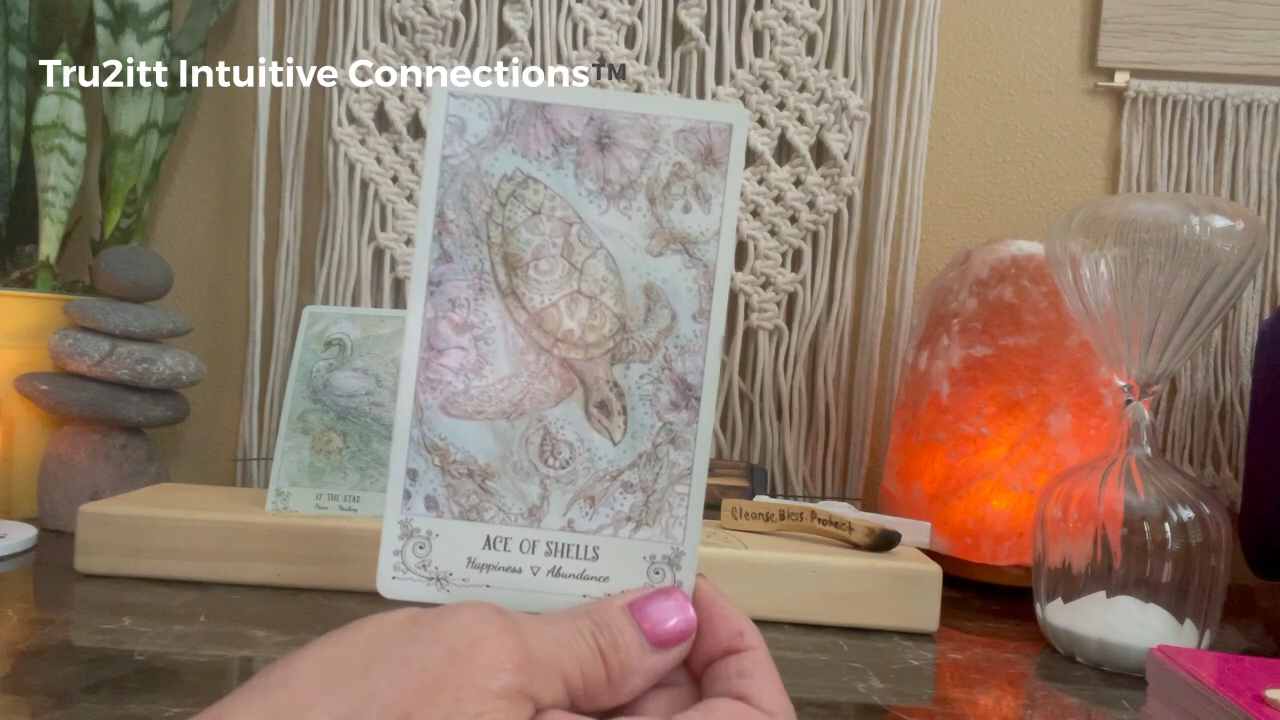 Tru2itt Intuitive Connections™
17 THE STAR
Cleanse, Bless, Protect
ACE OF SHELLS
Happiness ▽ Abundance